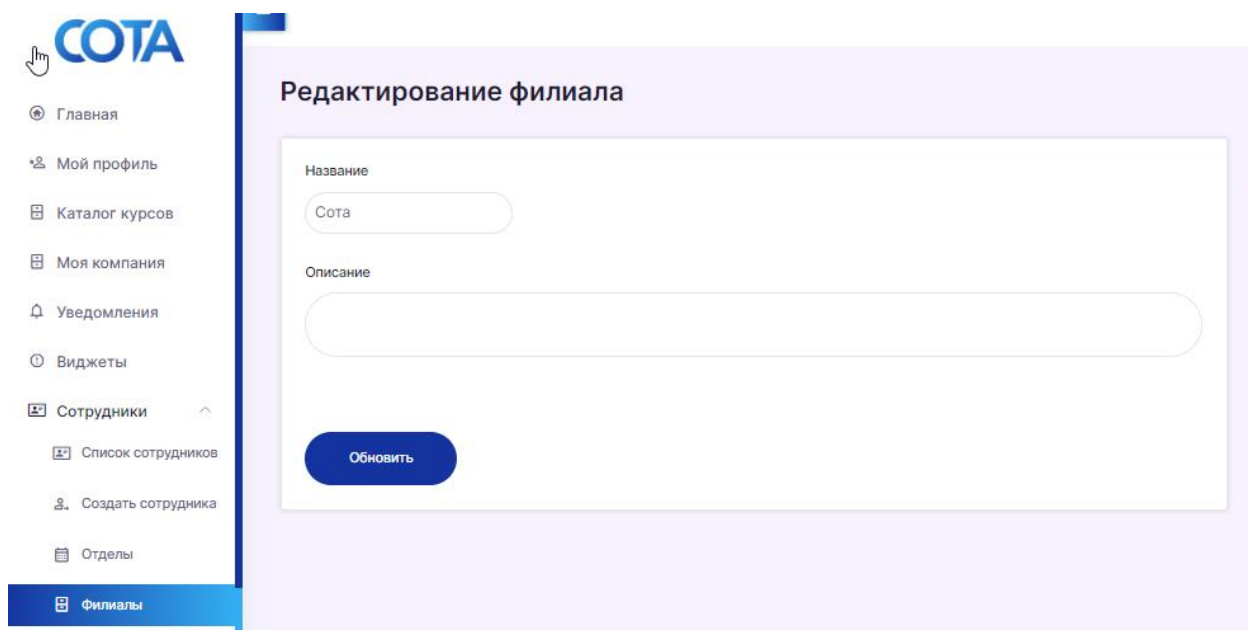 СОТА
Главная
Мой профиль
Каталог курсов
Моя компания
Уведомления
Виджеты
Сотрудники
Список сотрудников
Создать сотрудника
Отделы
Филиалы
Редактирование филиала
Название
Сота
Описание
Обновить